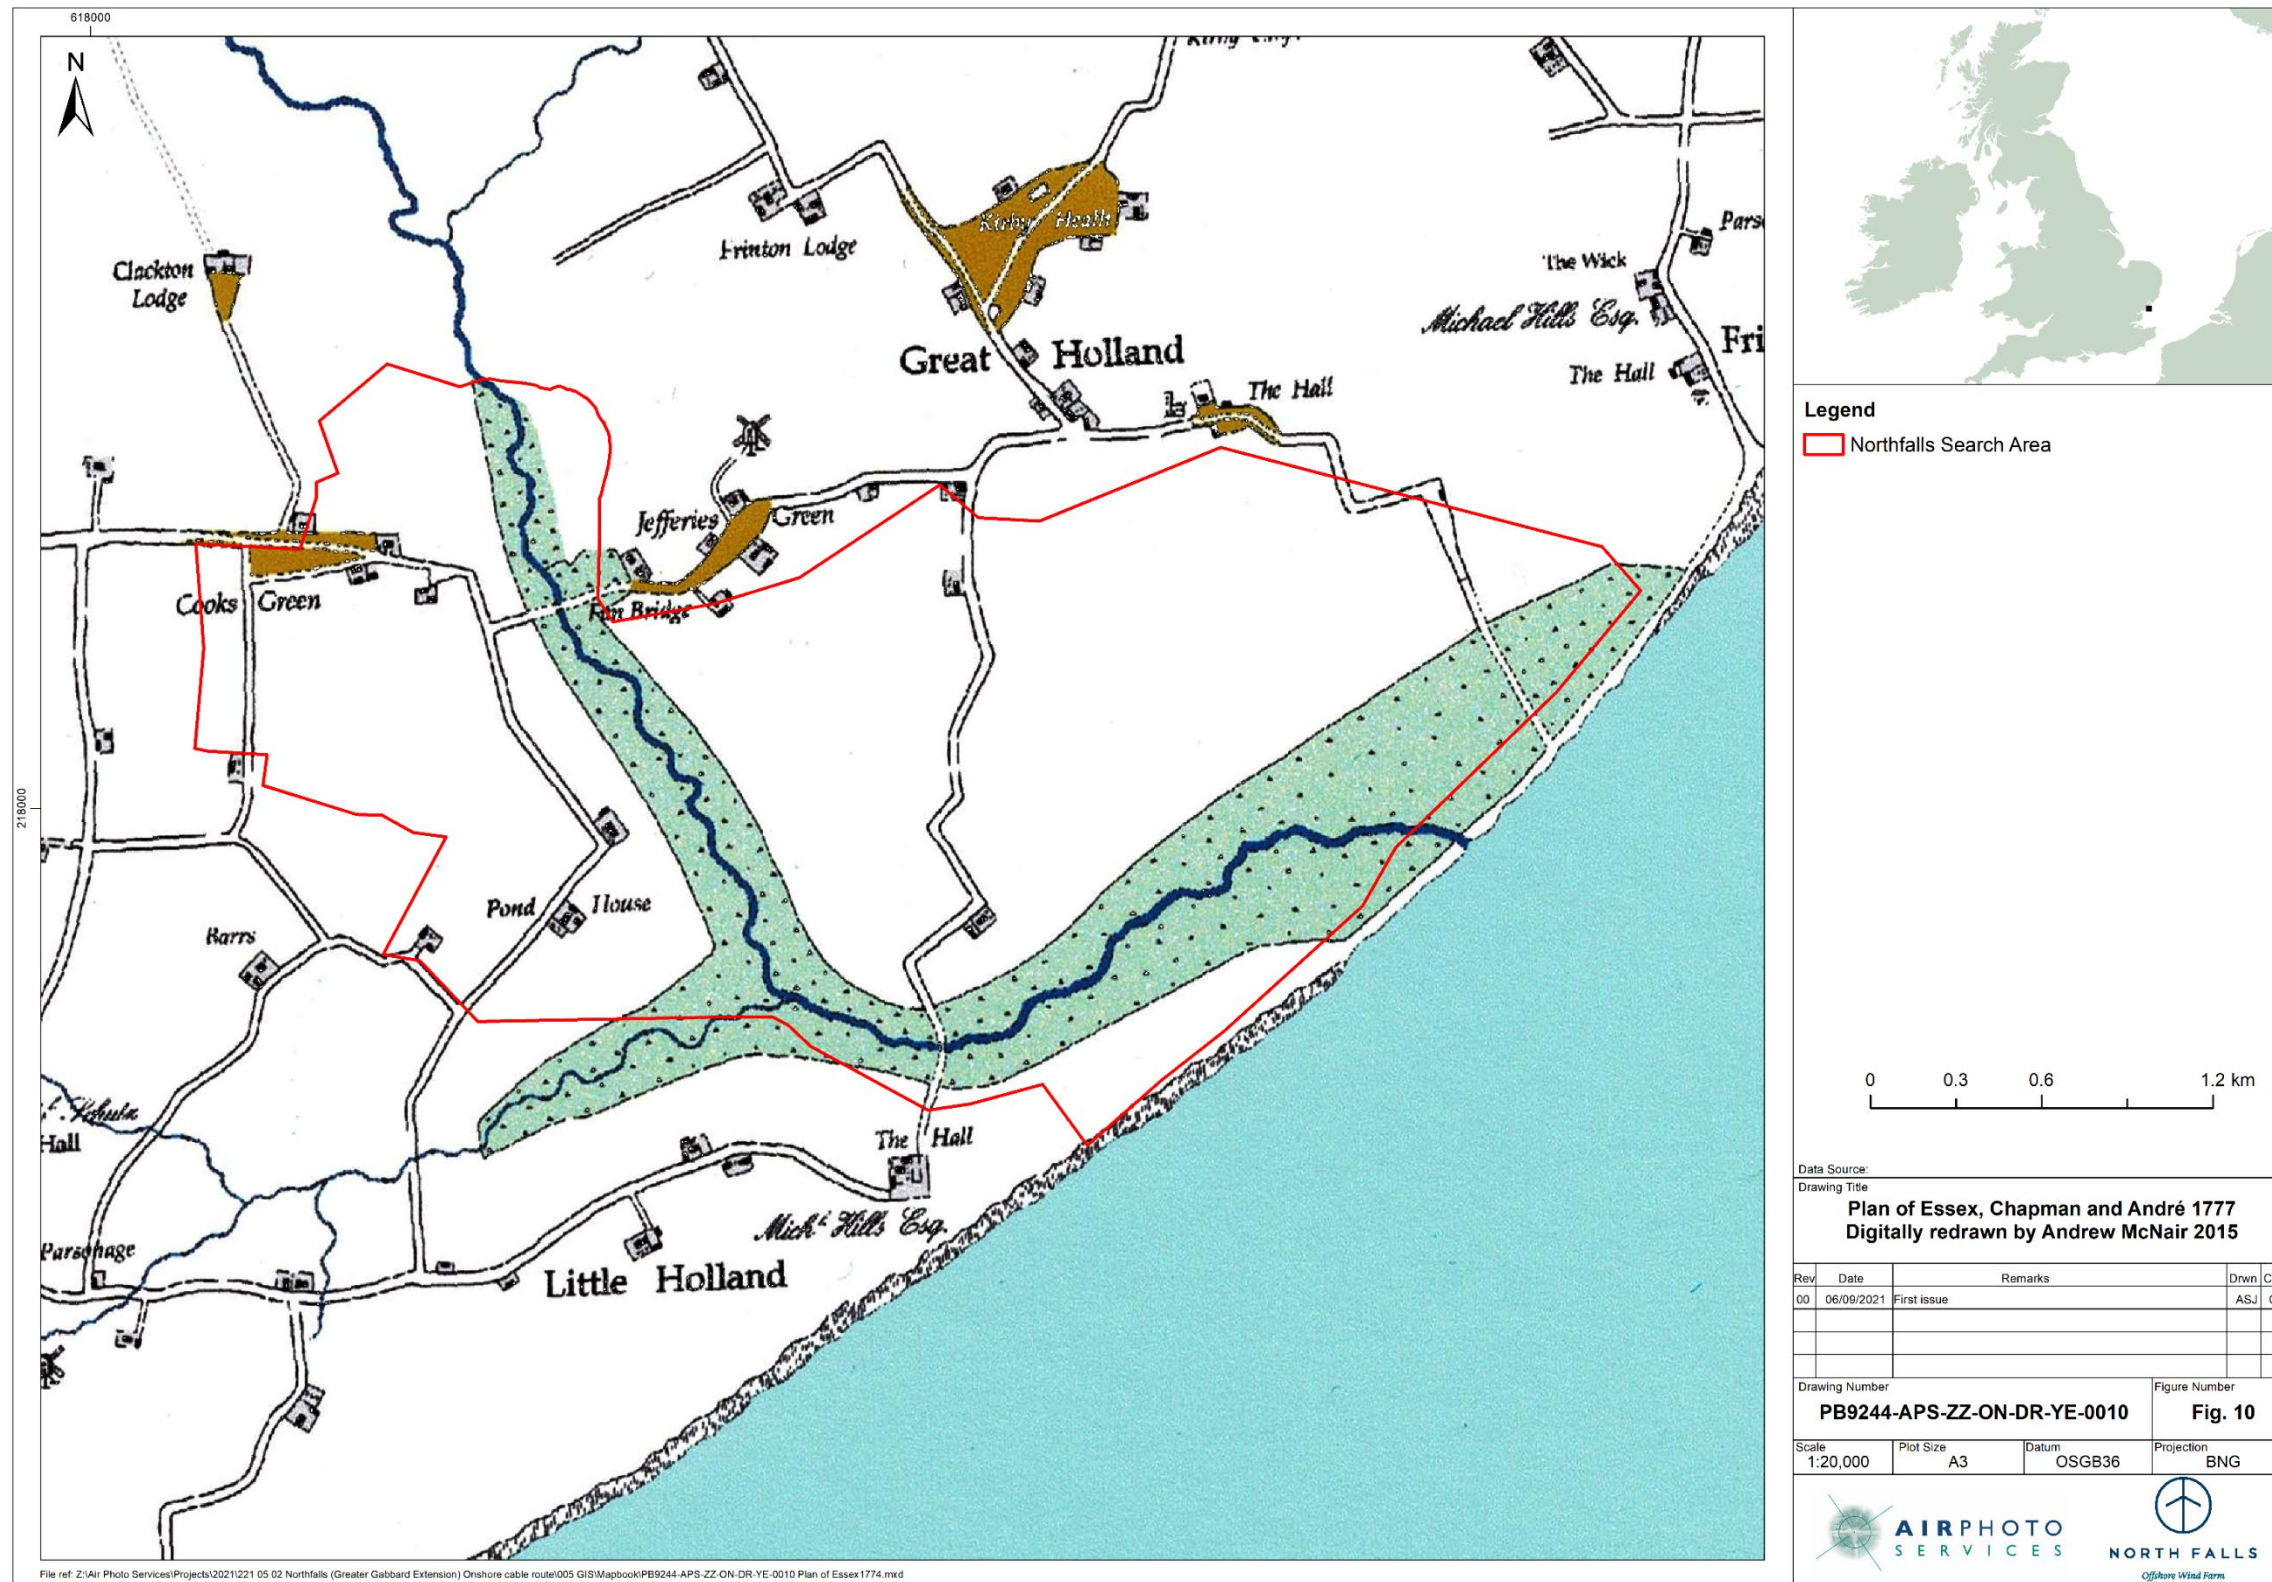 618000
N
Clackton
Lodge
Frinton Lodge
Kirby Heath
The Wick
Michael Hills Esq.
Great Holland
Fri
The Hall
The Hall
Jefferies Green
Cooks Green
Fen Bridge
218000
Pond House
Barrs
Hall
The Hall
Parsonage
Mich.l Hills Esq.
Little Holland
Legend
Northfalls Search Area
0 0.3 0.6 1.2 km
Data Source:
Drawing Title
Plan of Essex, Chapman and André 1777
Digitally redrawn by Andrew McNair 2015
Rev Date Remarks Drwn C
00 06/09/2021 First issue ASJ
Drawing Number Figure Number
PB9244-APS-ZZ-ON-DR-YE-0010 Fig. 10
Scale Plot Size Datum Projection
1:20,000 A3 OSGB36 BNG
AIRPHOTO
SERVICES
NORTH FALLS
Offshore Wind Farm
File ref: Z:\Air Photo Services\Projects\2021\221 05 02 Northfalls (Greater Gabbard Extension) Onshore cable route\005 GIS\Mapbook\PB9244-APS-ZZ-ON-DR-YE-0010 Plan of Essex1774.mxd